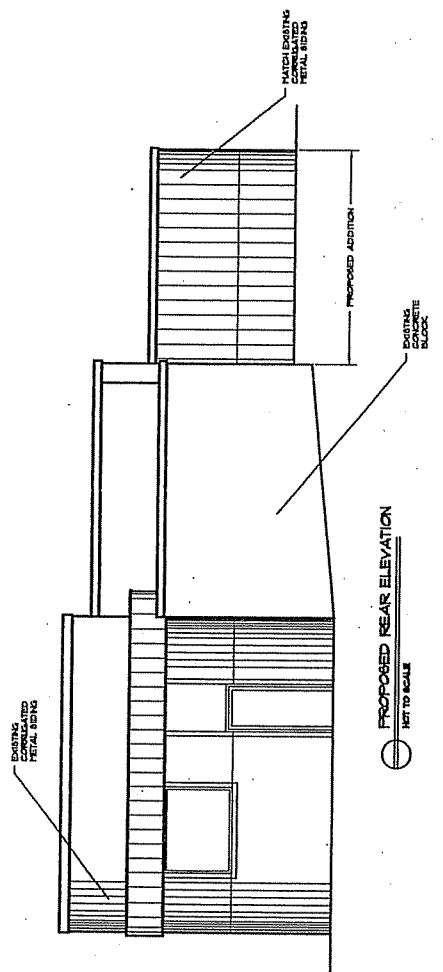 EXISTING
CORRUGATED
METAL SIDING
MATCH EXISTING
CORRUGATED
METAL SIDING
PROPOSED ADDITION
EXISTING
CONCRETE
BLOCK
PROPOSED REAR ELEVATION
NOT TO SCALE